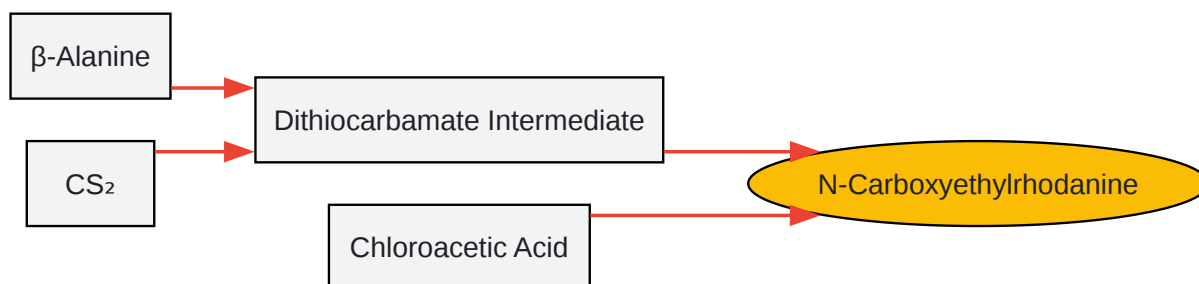 β-Alanine
CS₂
Dithiocarbamate Intermediate
Chloroacetic Acid
N-Carboxyethylrhodanine